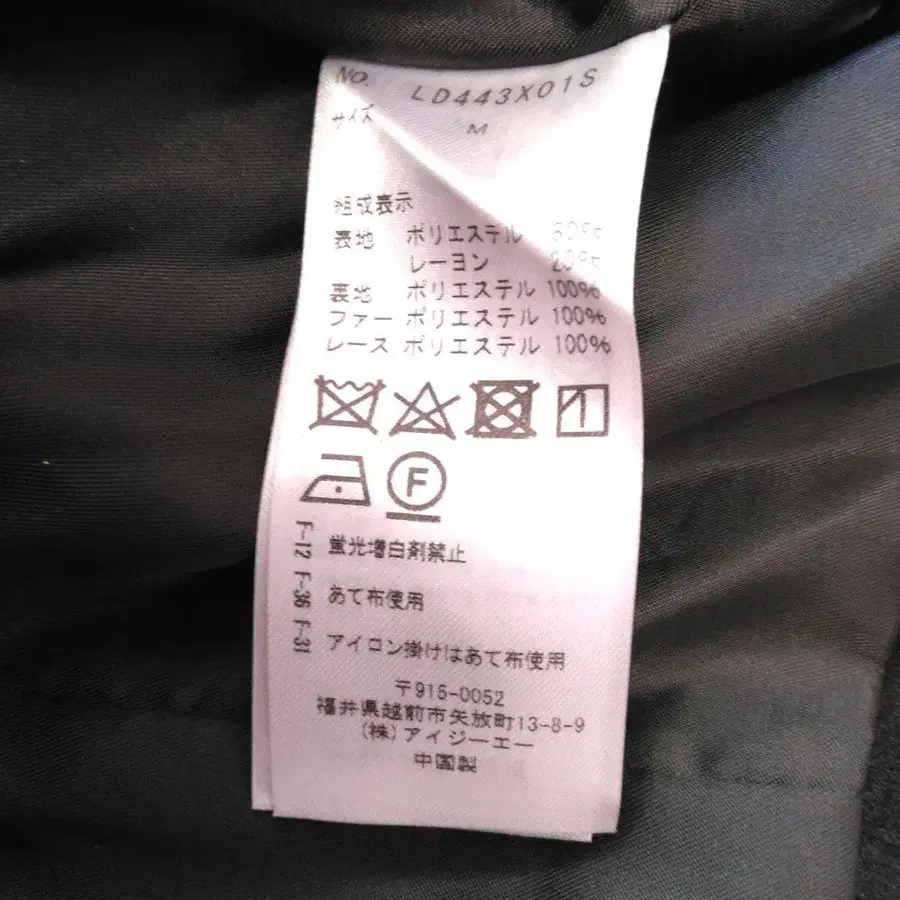 NO. LD443X01S
サイズ M
組成表示
表地 ポリエステル
レーヨン 20%
裏地 ポリエステル 100%
ファー ポリエステル 100%
レース ポリエステル 100%
F
F-12 蛍光増白剤禁止
F-36 あて布使用
F-31 アイロン掛けはあて布使用
〒915-0052
福井県越前市矢放町13-8-9
(株)アイジーエー
中国製